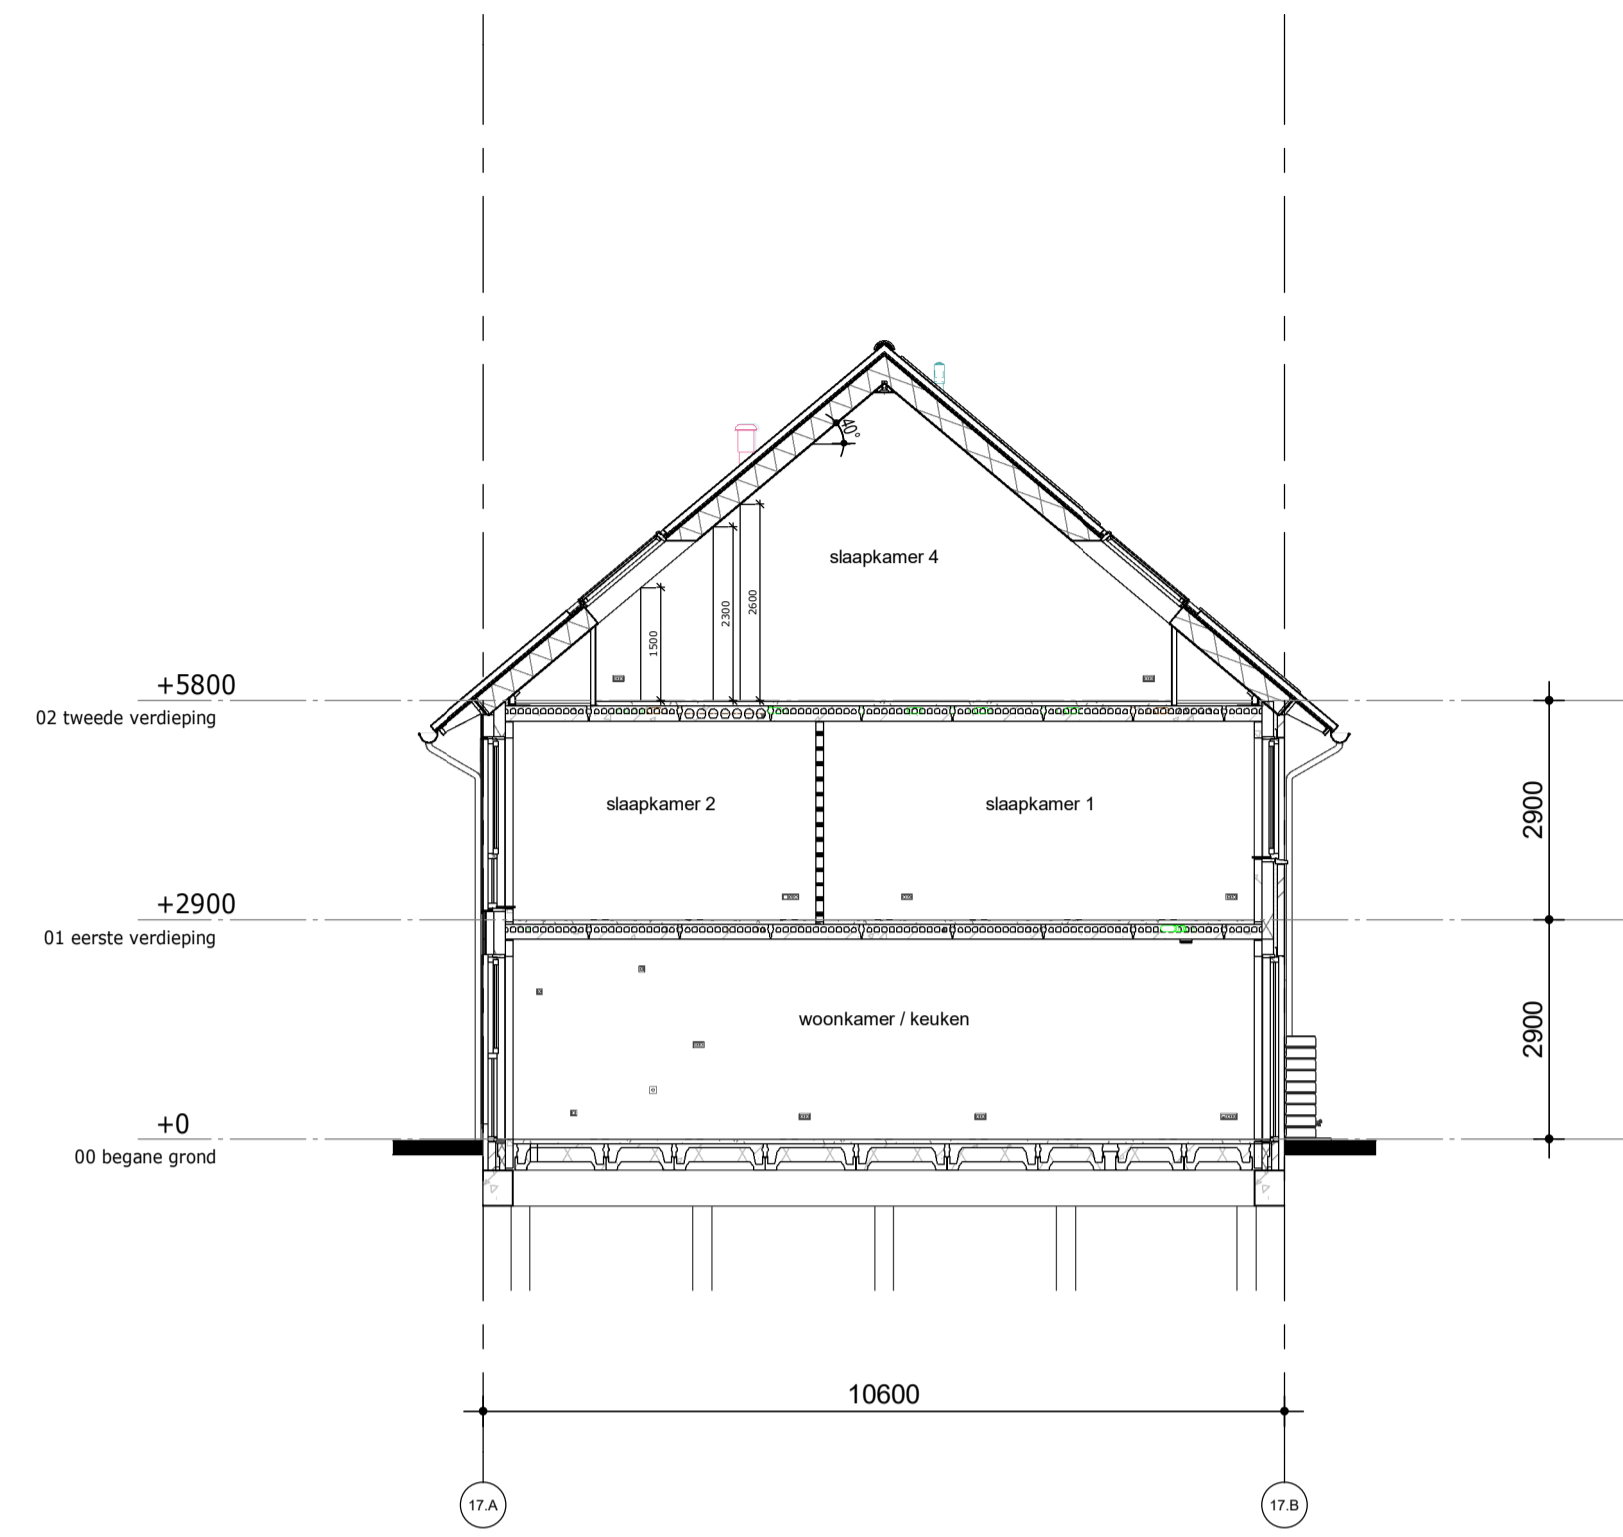 40°
slaapkamer 4
2600
2300
1500
+5800
02 tweede verdieping
slaapkamer 2
slaapkamer 1
2900
+2900
01 eerste verdieping
woonkamer / keuken
2900
+0
00 begane grond
10600
17.A
17.B